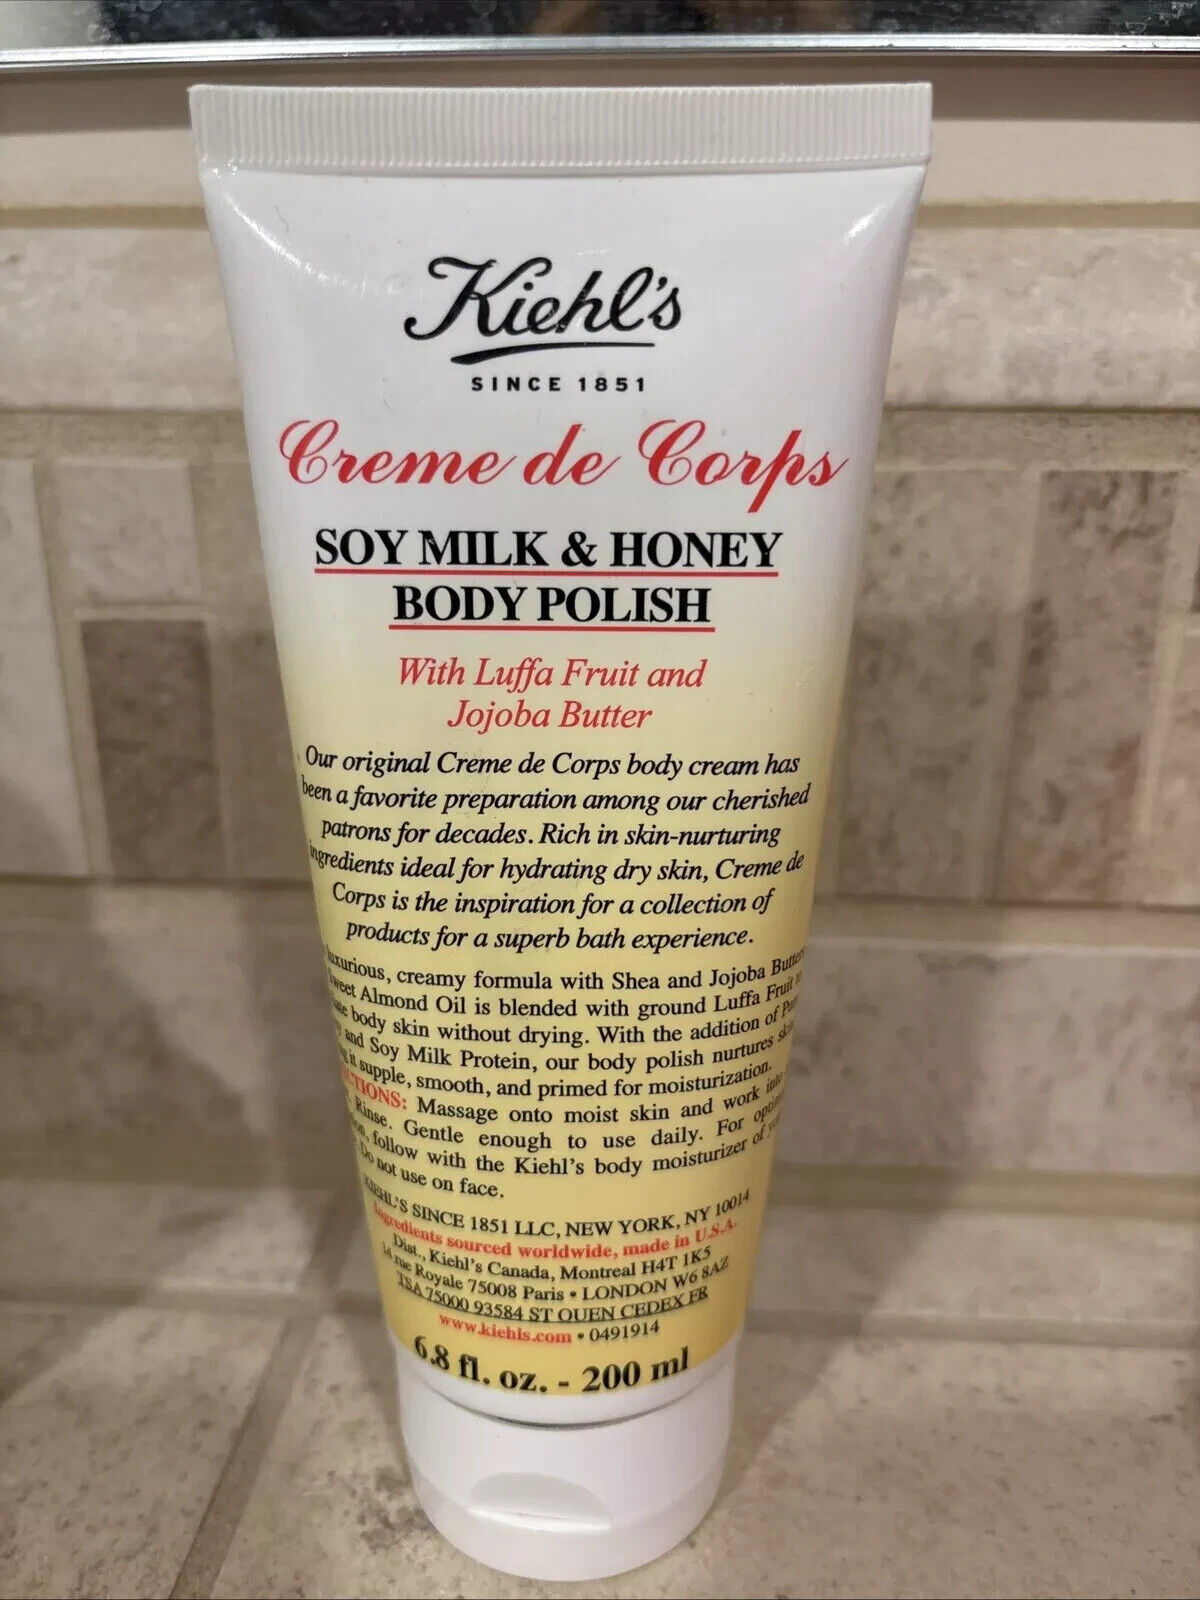 Kiehl's
SINCE 1851
Creme de Corps
SOY MILK & HONEY
BODY POLISH
With Luffa Fruit and
Jojoba Butter
Our original Creme de Corps body cream has
been a favorite preparation among our cherished
patrons for decades. Rich in skin-nurturing
ingredients ideal for hydrating dry skin, Creme de
Corps is the inspiration for a collection of
products for a superb bath experience.
luxurious, creamy formula with Shea and Jojoba Butters
Sweet Almond Oil is blended with ground Luffa Fruit to
body skin without drying. With the addition of Pure
and Soy Milk Protein, our body polish nurtures skin,
it supple, smooth, and primed for moisturization.
Massage onto moist skin and work into
Rinse. Gentle enough to use daily. For
follow with the Kiehl's body moisturizer of
Do not use on face.
KIEHL'S SINCE 1851 LLC, NEW YORK, NY 10014
Ingredients sourced worldwide, made in U.S.A.
Dist., Kiehl's Canada, Montreal H4T 1K5
14 rue Royale 75008 Paris • LONDON W6 8AZ
TSA 75000 93584 ST OUEN CEDEX FR
www.kiehls.com • 0491914
6.8 fl. oz. - 200 ml